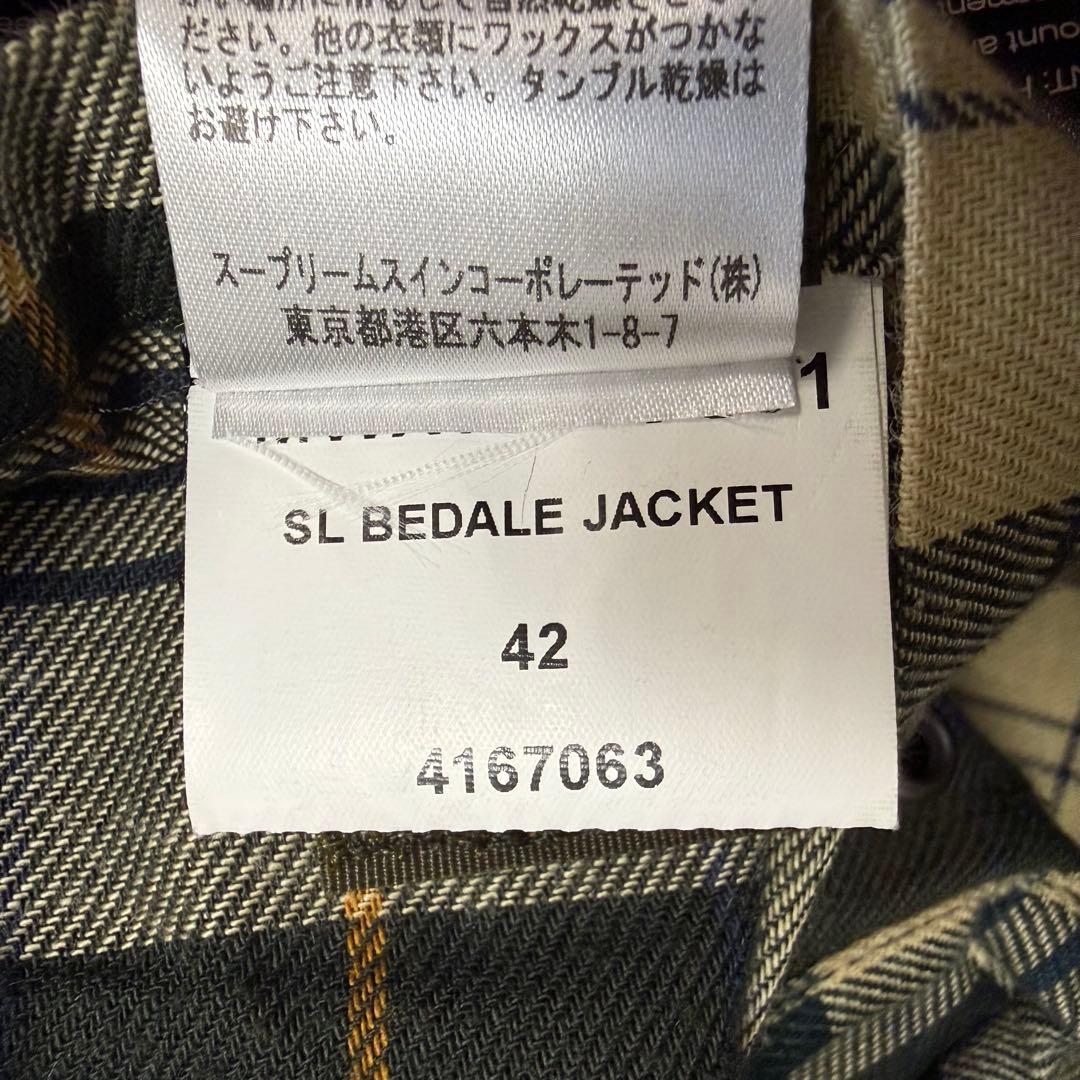 ださい。他の衣類にワックスがつかな
いようご注意下さい。タンブル乾燥は
お避け下さい。
スープリームスインコーポレーテッド(株)
東京都港区六本木1-8-7
SL BEDALE JACKET
42
4167063